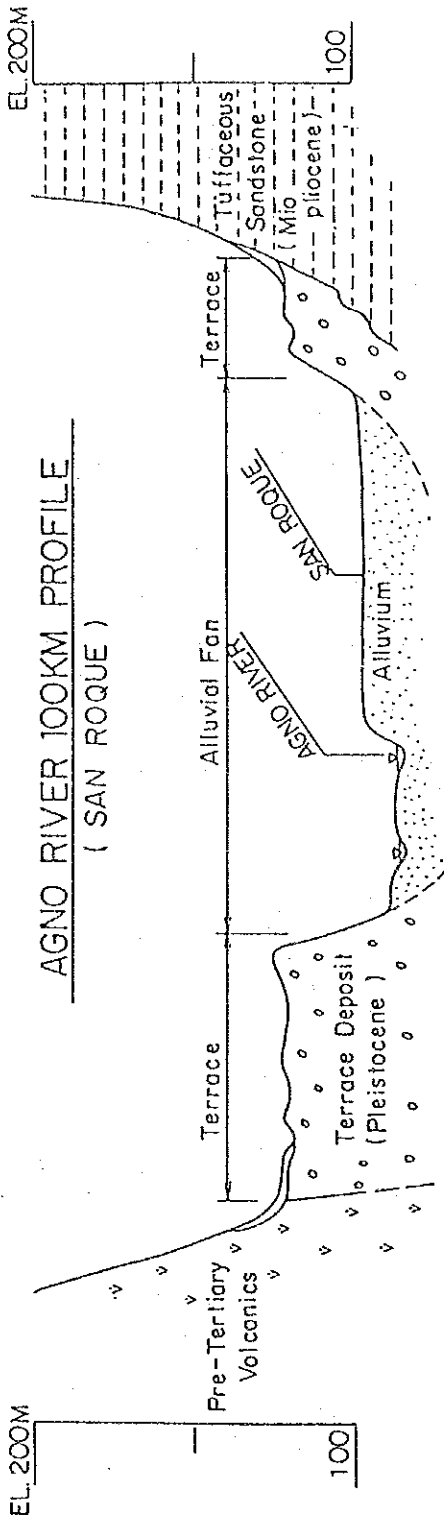 AGNO RIVER 100KM PROFILE
( SAN ROQUE )
EL. 200M
100
Pre-Tertiary
Volcanics
Terrace
Terrace Deposit
(Pleistocene)
Alluvial Fan
AGNO RIVER
SAN ROQUE
Alluvium
Terrace
Tuffaceous
Sandstone
(Mio
pliocene)
EL. 200M
100